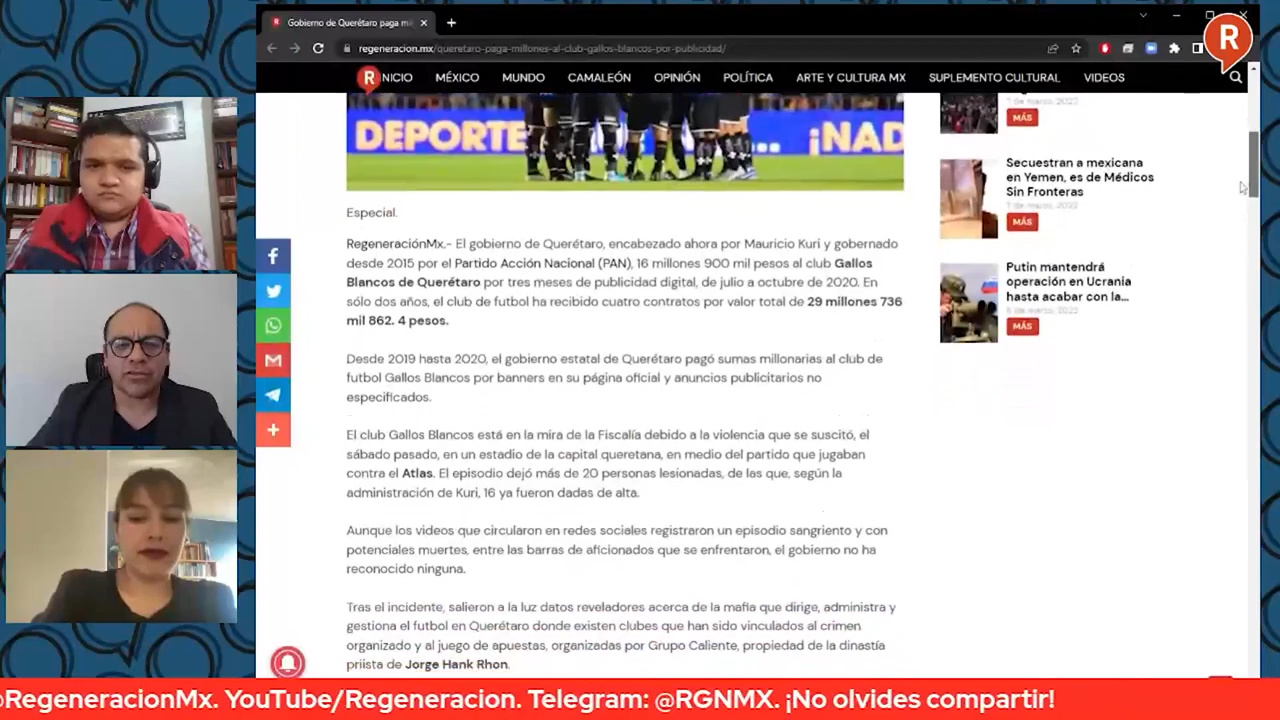 Gobierno de Querétaro paga mi
regeneracion.mx/queretaro-paga-millones-al-club-gallos-blancos-por-publicidad/
R
R
INICIO MÉXICO MUNDO CAMALEÓN OPINIÓN POLÍTICA ARTE Y CULTURA MX SUPLEMENTO CULTURAL VIDEOS
DEPORTE ... ¡NAD
Especial.
RegeneraciónMx.- El gobierno de Querétaro, encabezado ahora por Mauricio Kuri y gobernado
desde 2015 por el Partido Acción Nacional (PAN), 16 millones 900 mil pesos al club Gallos
Blancos de Querétaro por tres meses de publicidad digital, de julio a octubre de 2020. En
sólo dos años, el club de futbol ha recibido cuatro contratos por valor total de 29 millones 736
mil 862. 4 pesos.
Desde 2019 hasta 2020, el gobierno estatal de Querétaro pagó sumas millonarias al club de
futbol Gallos Blancos por banners en su página oficial y anuncios publicitarios no
especificados.
El club Gallos Blancos está en la mira de la Fiscalía debido a la violencia que se suscitó, el
sábado pasado, en un estadio de la capital queretana, en medio del partido que jugaban
contra el Atlas. El episodio dejó más de 20 personas lesionadas, de las que, según la
administración de Kuri, 16 ya fueron dadas de alta.
Aunque los videos que circularon en redes sociales registraron un episodio sangriento y con
potenciales muertes, entre las barras de aficionados que se enfrentaron, el gobierno no ha
reconocido ninguna.
Tras el incidente, salieron a la luz datos reveladores acerca de la mafia que dirige, administra y
gestiona el futbol en Querétaro donde existen clubes que han sido vinculados al crimen
organizado y al juego de apuestas, organizadas por Grupo Caliente, propiedad de la dinastía
priista de Jorge Hank Rhon.
7 de marzo, 2022
MÁS
Secuestran a mexicana
en Yemen, es de Médicos
Sin Fronteras
7 de marzo, 2022
MÁS
Putin mantendrá
operación en Ucrania
hasta acabar con la...
de marzo, 2022
MÁS
@RegeneracionMx. YouTube/Regeneracion. Telegram: @RGNMX. ¡No olvides compartir!